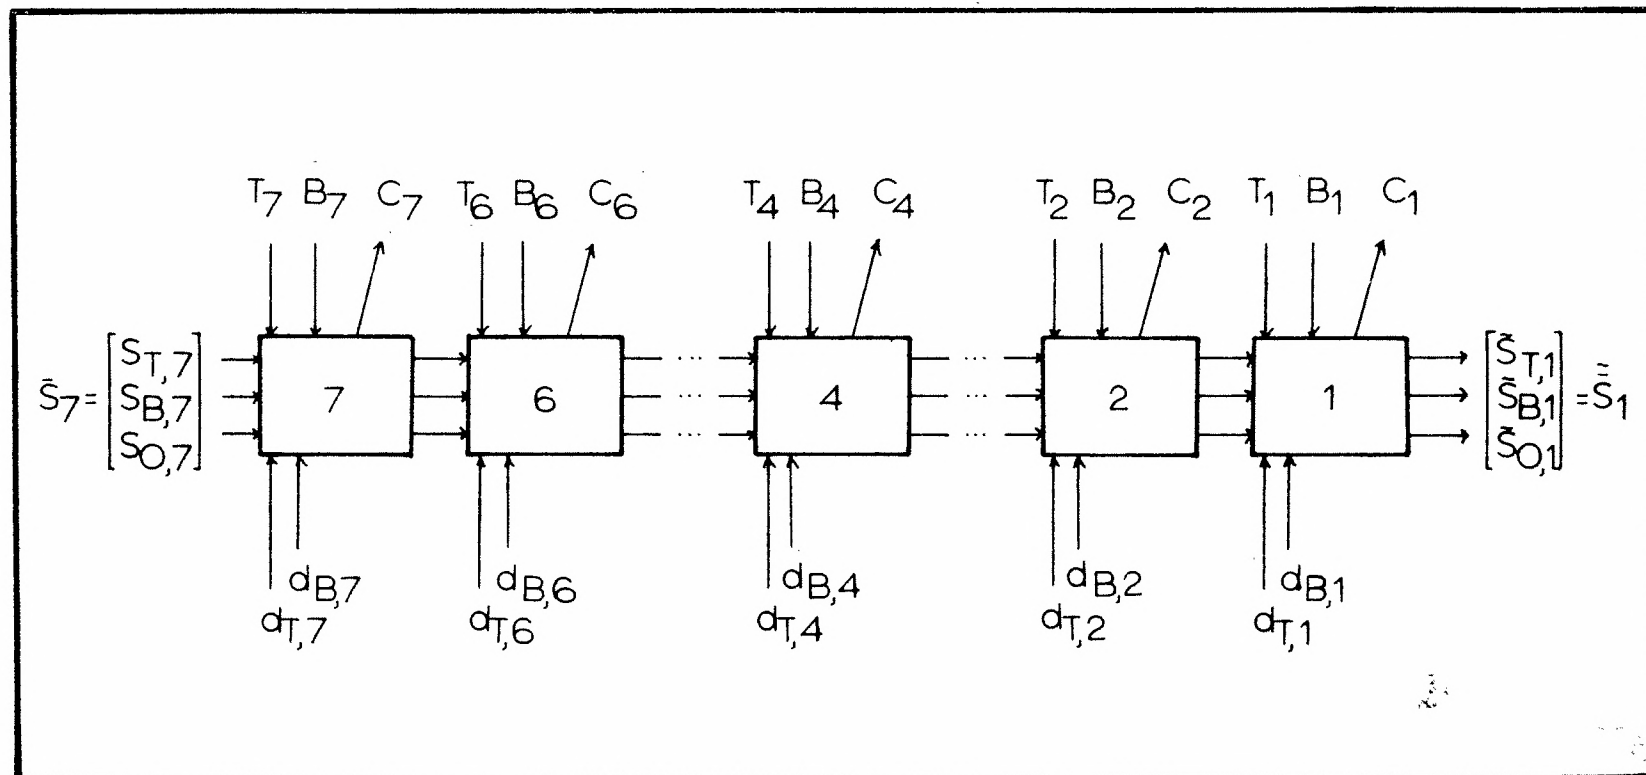 T7 B7 C7 T6 B6 C6 T4 B4 C4 T2 B2 C2 T1 B1 C1
S̄7 = [ST,7 SB,7 SO,7] 7 6 ... 4 ... 2 1 [S̃T,1 S̃B,1 S̃O,1] = S̃̄1
dB,7 dB,6 dB,4 dB,2 dB,1
dT,7 dT,6 dT,4 dT,2 dT,1